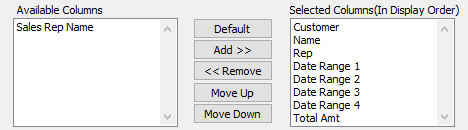 Available Columns
Sales Rep Name
Default
Add >>
<< Remove
Move Up
Move Down
Selected Columns(In Display Order)
Customer
Name
Rep
Date Range 1
Date Range 2
Date Range 3
Date Range 4
Total Amt